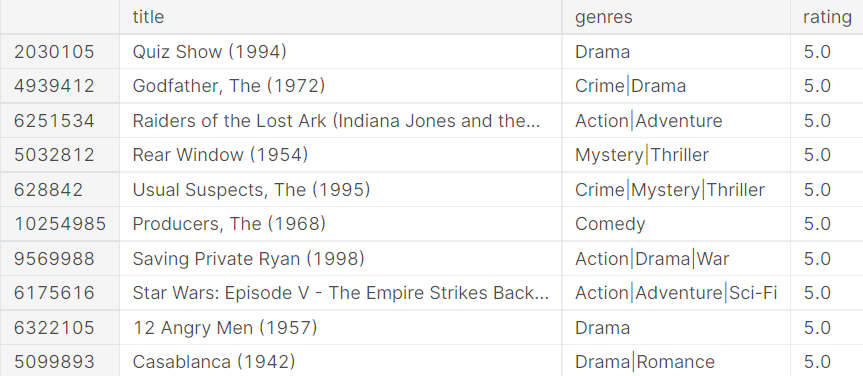 title genres rating
2030105 Quiz Show (1994) Drama 5.0
4939412 Godfather, The (1972) Crime|Drama 5.0
6251534 Raiders of the Lost Ark (Indiana Jones and the... Action|Adventure 5.0
5032812 Rear Window (1954) Mystery|Thriller 5.0
628842 Usual Suspects, The (1995) Crime|Mystery|Thriller 5.0
10254985 Producers, The (1968) Comedy 5.0
9569988 Saving Private Ryan (1998) Action|Drama|War 5.0
6175616 Star Wars: Episode V - The Empire Strikes Back... Action|Adventure|Sci-Fi 5.0
6322105 12 Angry Men (1957) Drama 5.0
5099893 Casablanca (1942) Drama|Romance 5.0